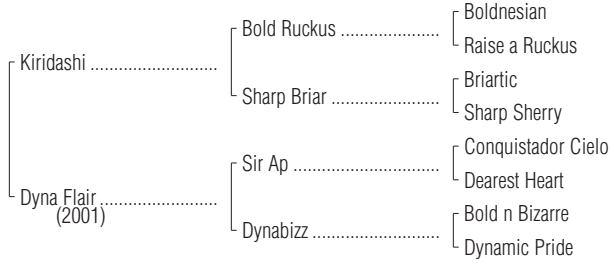 Boldnesian
Bold Ruckus ....................
Raise a Ruckus
Kiridashi ..........................
Briartic
Sharp Briar ......................
Sharp Sherry
Conquistador Cielo
Sir Ap ..............................
Dearest Heart
Dyna Flair ........................
(2001)
Bold n Bizarre
Dynabizz ..........................
Dynamic Pride